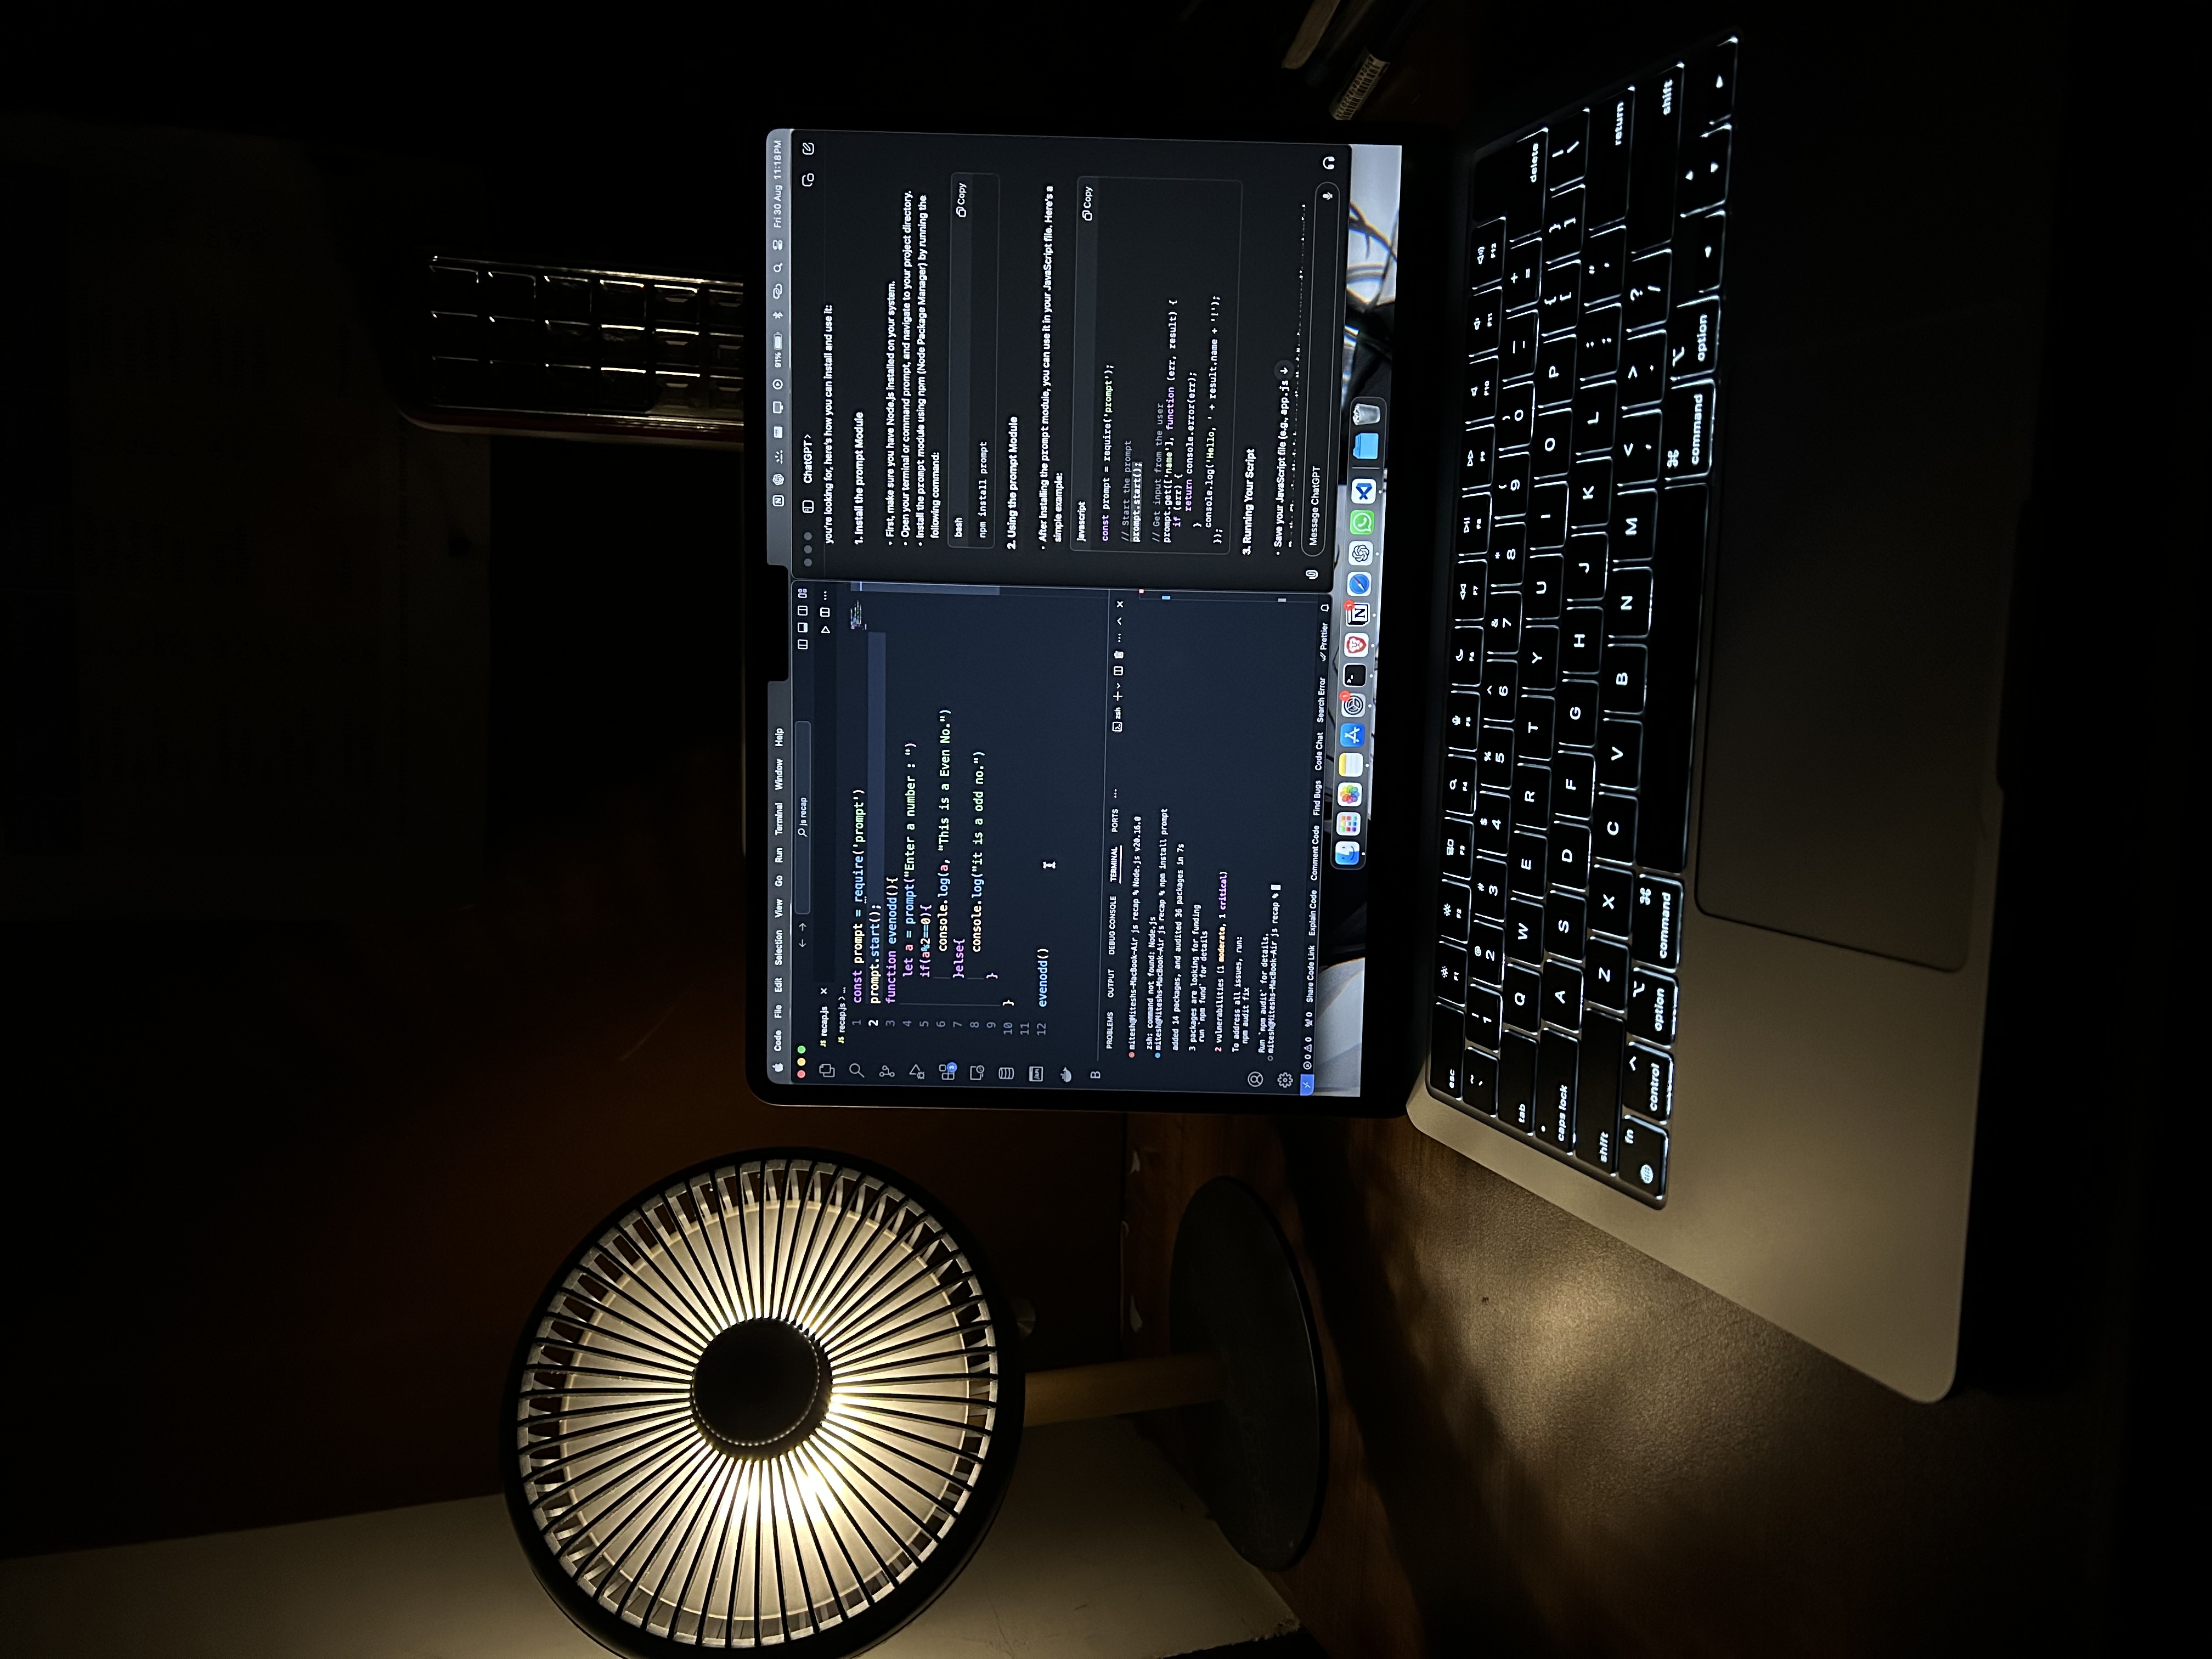 Code File Edit Selection View Go Run Terminal Window Help
91% Fri 30 Aug 11:18 PM
js recap
JS recap.js
JS recap.js > ...
1 const prompt = require('prompt')
2 prompt.start();
3 function evenodd(){
4 let a = prompt("Enter a number : ")
5 if(a%2==0){
6 console.log(a, "This is a Even No.")
7 }else{
8 console.log("it is a odd no.")
9 }
10 }
11
12 evenodd()
PROBLEMS OUTPUT DEBUG CONSOLE TERMINAL PORTS ... zsh
mitesh@Miteshs-MacBook-Air js recap % Node.js v20.16.0
zsh: command not found: Node.js
mitesh@Miteshs-MacBook-Air js recap % npm install prompt
added 14 packages, and audited 36 packages in 7s
3 packages are looking for funding
run `npm fund` for details
2 vulnerabilities (1 moderate, 1 critical)
To address all issues, run:
npm audit fix
Run `npm audit` for details.
mitesh@Miteshs-MacBook-Air js recap %
0 0 0 Share Code Link Explain Code Comment Code Find Bugs Code Chat Search Error Prettier
ChatGPT >
you're looking for, here's how you can install and use it:
1. Install the prompt Module
• First, make sure you have Node.js installed on your system.
• Open your terminal or command prompt, and navigate to your project directory.
• Install the prompt module using npm (Node Package Manager) by running the
following command:
bash Copy
npm install prompt
2. Using the prompt Module
• After installing the prompt module, you can use it in your JavaScript file. Here's a
simple example:
javascript Copy
const prompt = require('prompt');
// Start the prompt
prompt.start();
// Get input from the user
prompt.get(['name'], function (err, result) {
if (err) {
return console.error(err);
}
console.log('Hello, ' + result.name + '!');
});
3. Running Your Script
• Save your JavaScript file (e.g., app.js
Message ChatGPT
esc F1 F2 F3 F4 F5 F6 F7 F8 F9 F10 F11 F12
~ ` ! 1 @ 2 # 3 $ 4 % 5 ^ 6 & 7 * 8 ( 9 ) 0 _ - + = delete
tab Q W E R T Y U I O P { [ } ] | \
caps lock A S D F G H J K L : ; " ' return
shift Z X C V B N M < , > . ? / shift
fn control option command command option